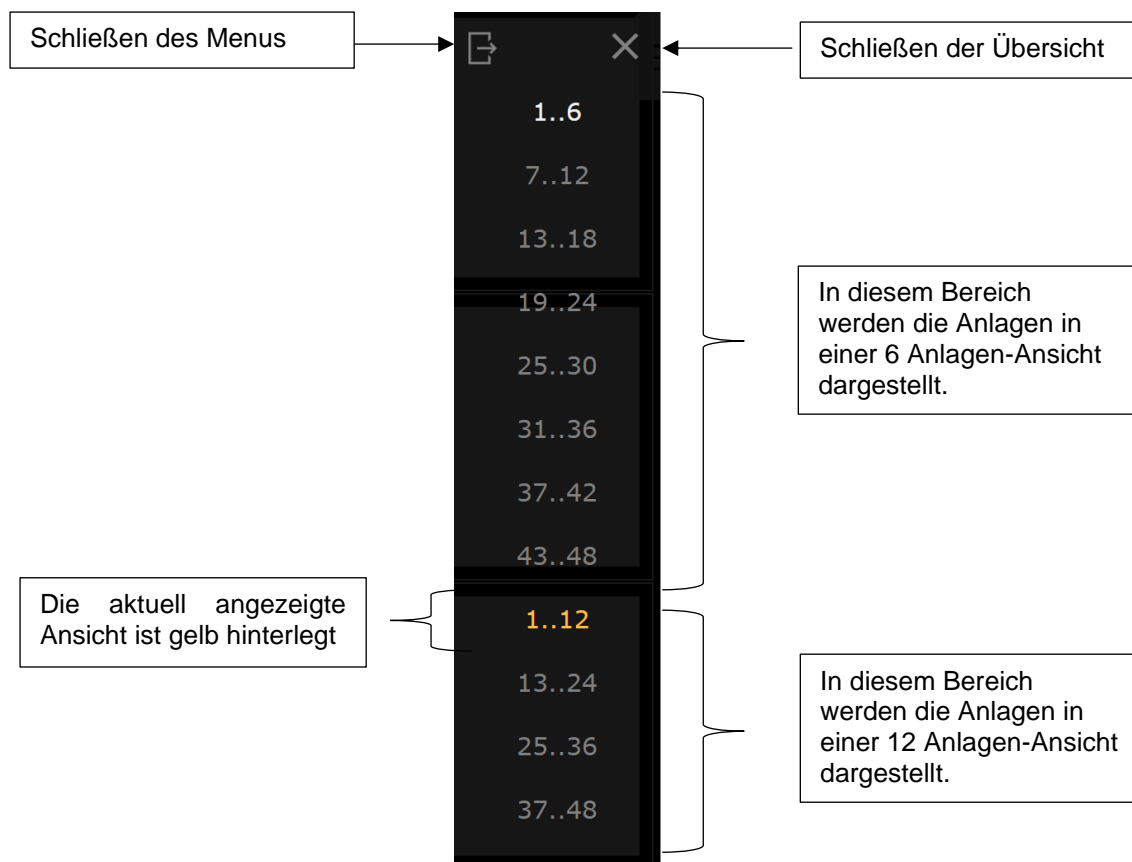 Schließen des Menus
Schließen der Übersicht
1..6
7..12
13..18
19..24
25..30
31..36
37..42
43..48
In diesem Bereich
werden die Anlagen in
einer 6 Anlagen-Ansicht
dargestellt.
Die aktuell angezeigte
Ansicht ist gelb hinterlegt
1..12
13..24
25..36
37..48
In diesem Bereich
werden die Anlagen in
einer 12 Anlagen-Ansicht
dargestellt.